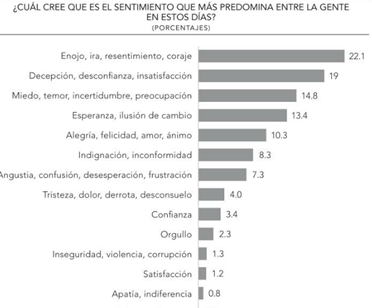 ¿CUÁL CREE QUE ES EL SENTIMIENTO QUE MÁS PREDOMINA ENTRE LA GENTE
EN ESTOS DÍAS?
(PORCENTAJES)
Enojo, ira, resentimiento, coraje 22.1
Decepción, desconfianza, insatisfacción 19
Miedo, temor, incertidumbre, preocupación 14.8
Esperanza, ilusión de cambio 13.4
Alegría, felicidad, amor, ánimo 10.3
Indignación, inconformidad 8.3
Angustia, confusión, desesperación, frustración 7.3
Tristeza, dolor, derrota, desconsuelo 4.0
Confianza 3.4
Orgullo 2.3
Inseguridad, violencia, corrupción 1.3
Satisfacción 1.2
Apatía, indiferencia 0.8